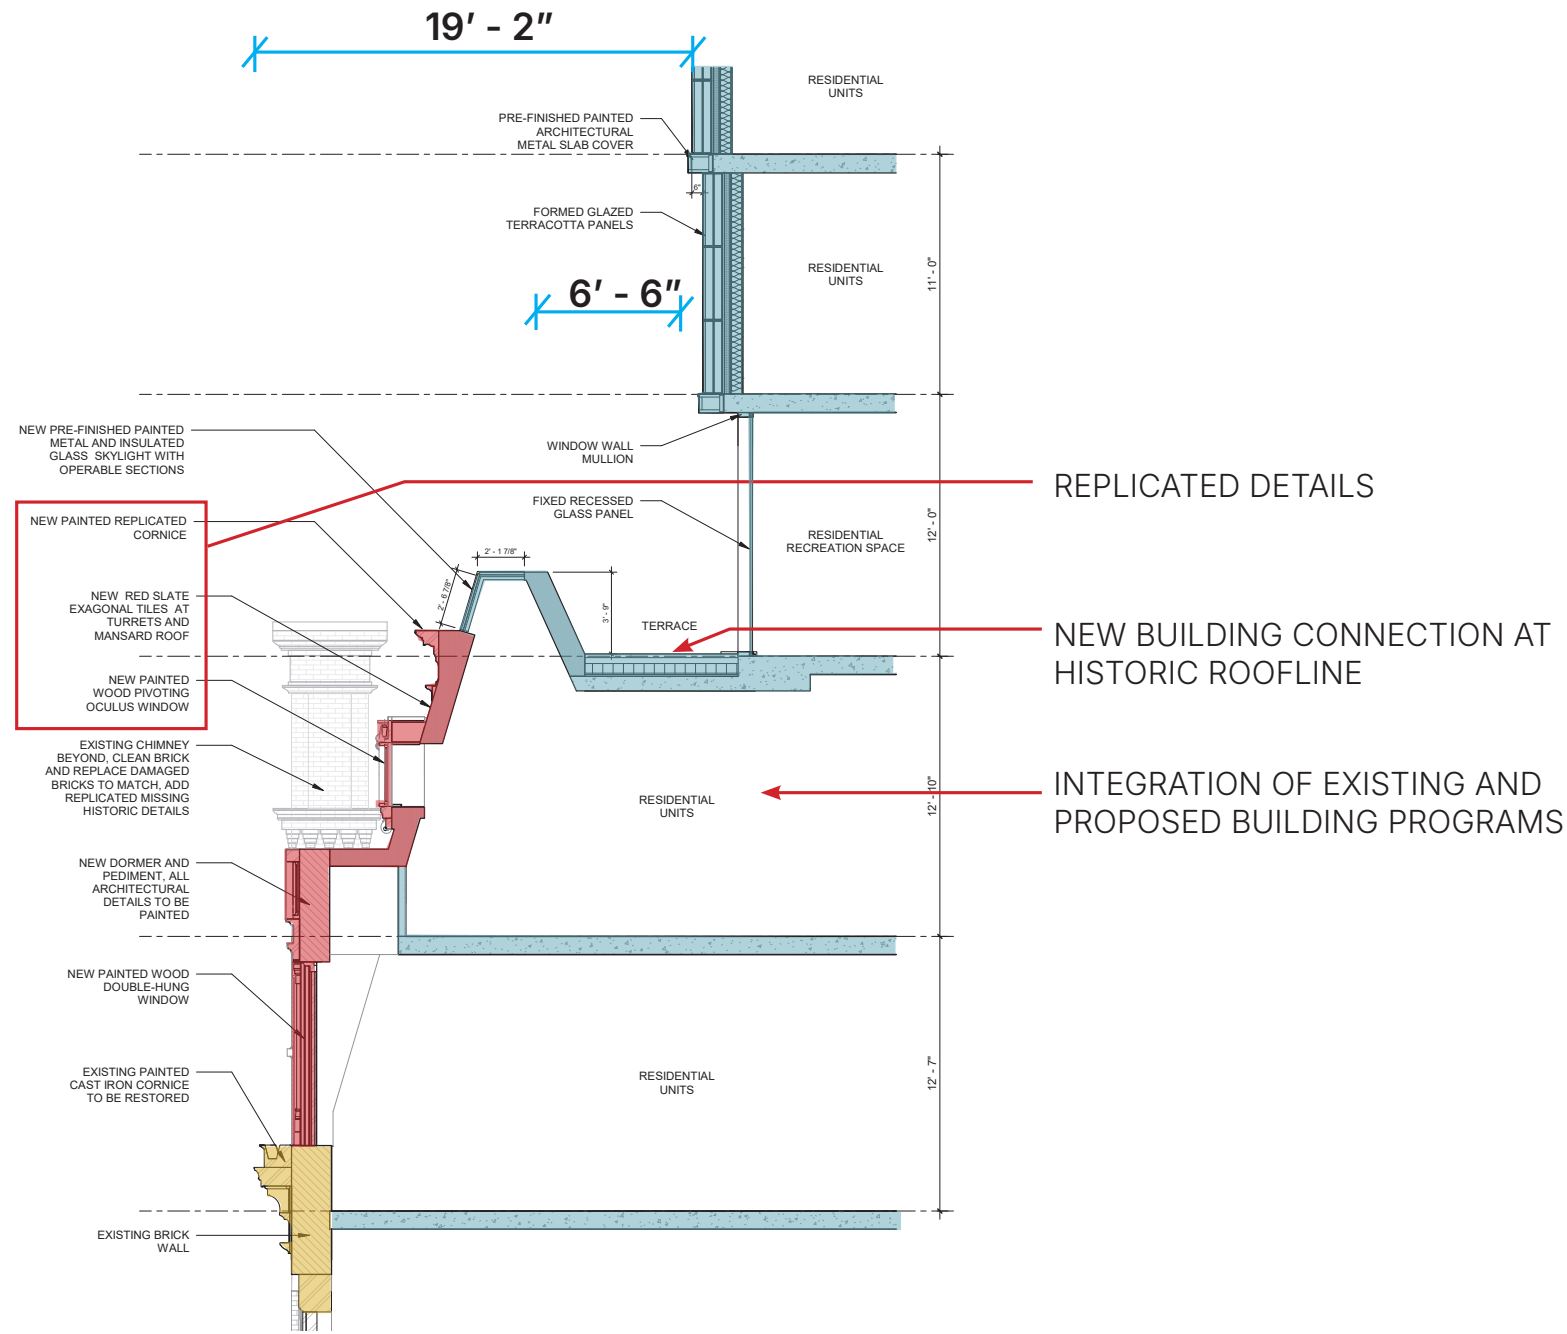 19' - 2"
RESIDENTIAL
UNITS
PRE-FINISHED PAINTED
ARCHITECTURAL
METAL SLAB COVER
6"
FORMED GLAZED
TERRACOTTA PANELS
RESIDENTIAL
UNITS
11' - 0"
6' - 6"
NEW PRE-FINISHED PAINTED
METAL AND INSULATED
GLASS SKYLIGHT WITH
OPERABLE SECTIONS
WINDOW WALL
MULLION
REPLICATED DETAILS
FIXED RECESSED
GLASS PANEL
NEW PAINTED REPLICATED
CORNICE
RESIDENTIAL
RECREATION SPACE
12' - 0"
2' - 1 7/8"
2' - 6 7/8"
3' - 9"
NEW RED SLATE
EXAGONAL TILES AT
TURRETS AND
MANSARD ROOF
TERRACE
NEW BUILDING CONNECTION AT
HISTORIC ROOFLINE
NEW PAINTED
WOOD PIVOTING
OCULUS WINDOW
EXISTING CHIMNEY
BEYOND, CLEAN BRICK
AND REPLACE DAMAGED
BRICKS TO MATCH, ADD
REPLICATED MISSING
HISTORIC DETAILS
RESIDENTIAL
UNITS
12' - 10"
INTEGRATION OF EXISTING AND
PROPOSED BUILDING PROGRAMS
NEW DORMER AND
PEDIMENT, ALL
ARCHITECTURAL
DETAILS TO BE
PAINTED
NEW PAINTED WOOD
DOUBLE-HUNG
WINDOW
EXISTING PAINTED
CAST IRON CORNICE
TO BE RESTORED
RESIDENTIAL
UNITS
12' - 7"
EXISTING BRICK
WALL